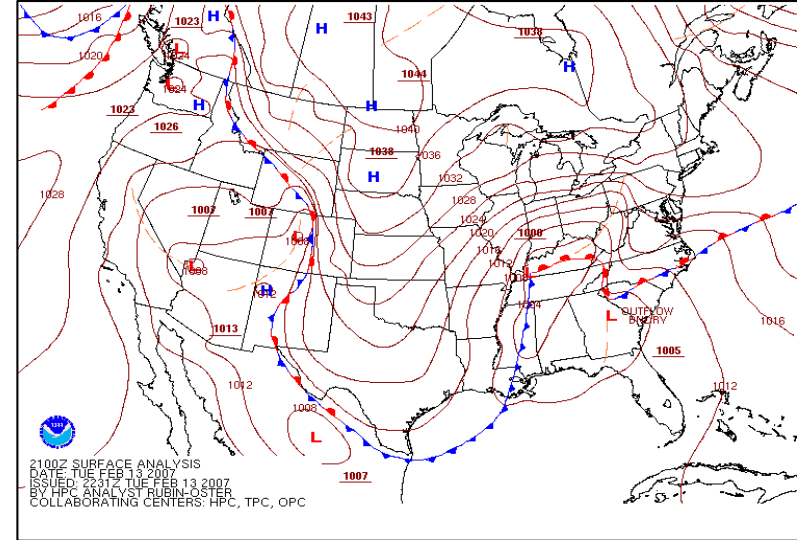 1016
1023
H
1043
H
1038
1020
L
1024
1044
H
L
1024
H
H
1023
1026
1040
1038
1036
H
1032
1028
1028
1007
1007
1024
1020
L
1008
1000
1016
1012
L
1008
L
1008
H
1012
1004
L
OUTFLOW
BNDRY
1016
1013
1005
1012
1012
1008
L
1007
2100Z SURFACE ANALYSIS
DATE: TUE FEB 13 2007
ISSUED: 2231Z TUE FEB 13 2007
BY HPC ANALYST RUBIN-OSTER
COLLABORATING CENTERS: HPC, TPC, OPC